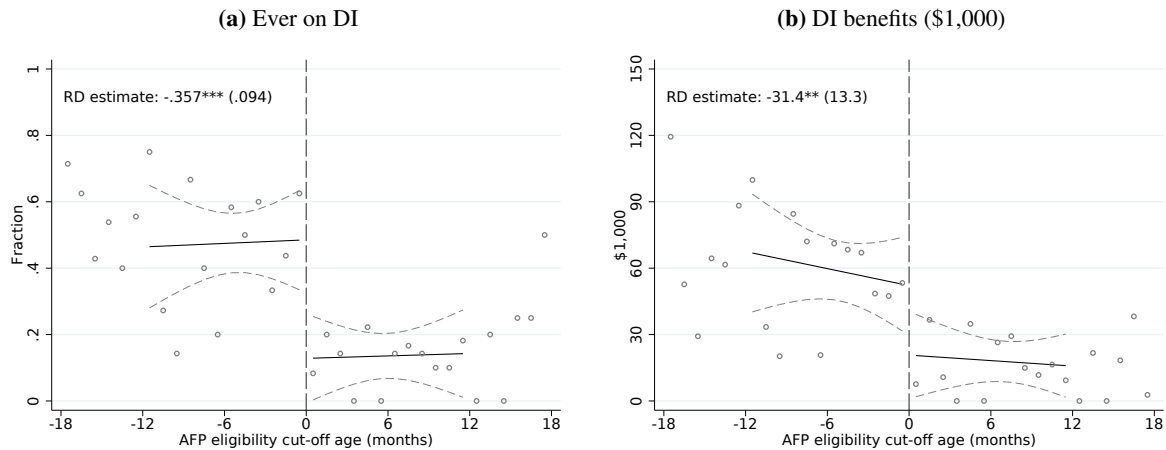 (a) Ever on DI
RD estimate: -.357*** (.094)
Fraction
1
.8
.6
.4
.2
0
-18 -12 -6 0 6 12 18
AFP eligibility cut-off age (months)
(b) DI benefits ($1,000)
RD estimate: -31.4** (13.3)
$1,000
150
120
90
60
30
0
-18 -12 -6 0 6 12 18
AFP eligibility cut-off age (months)